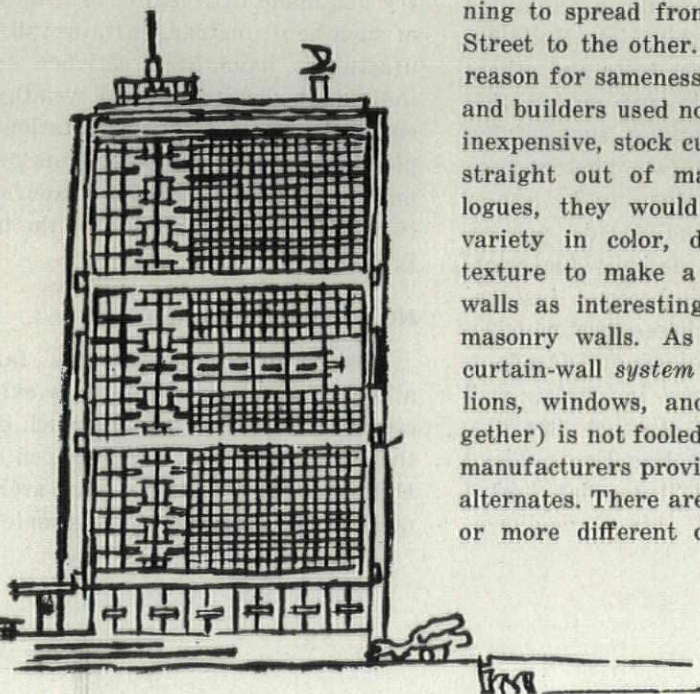 ning to spread from
Street to the other.
reason for sameness
and builders used no
inexpensive, stock cu
straight out of ma
logues, they would
variety in color, d
texture to make a
walls as interesting
masonry walls. As
curtain-wall system
lions, windows, and
gether) is not fooled
manufacturers provi
alternates. There are
or more different c